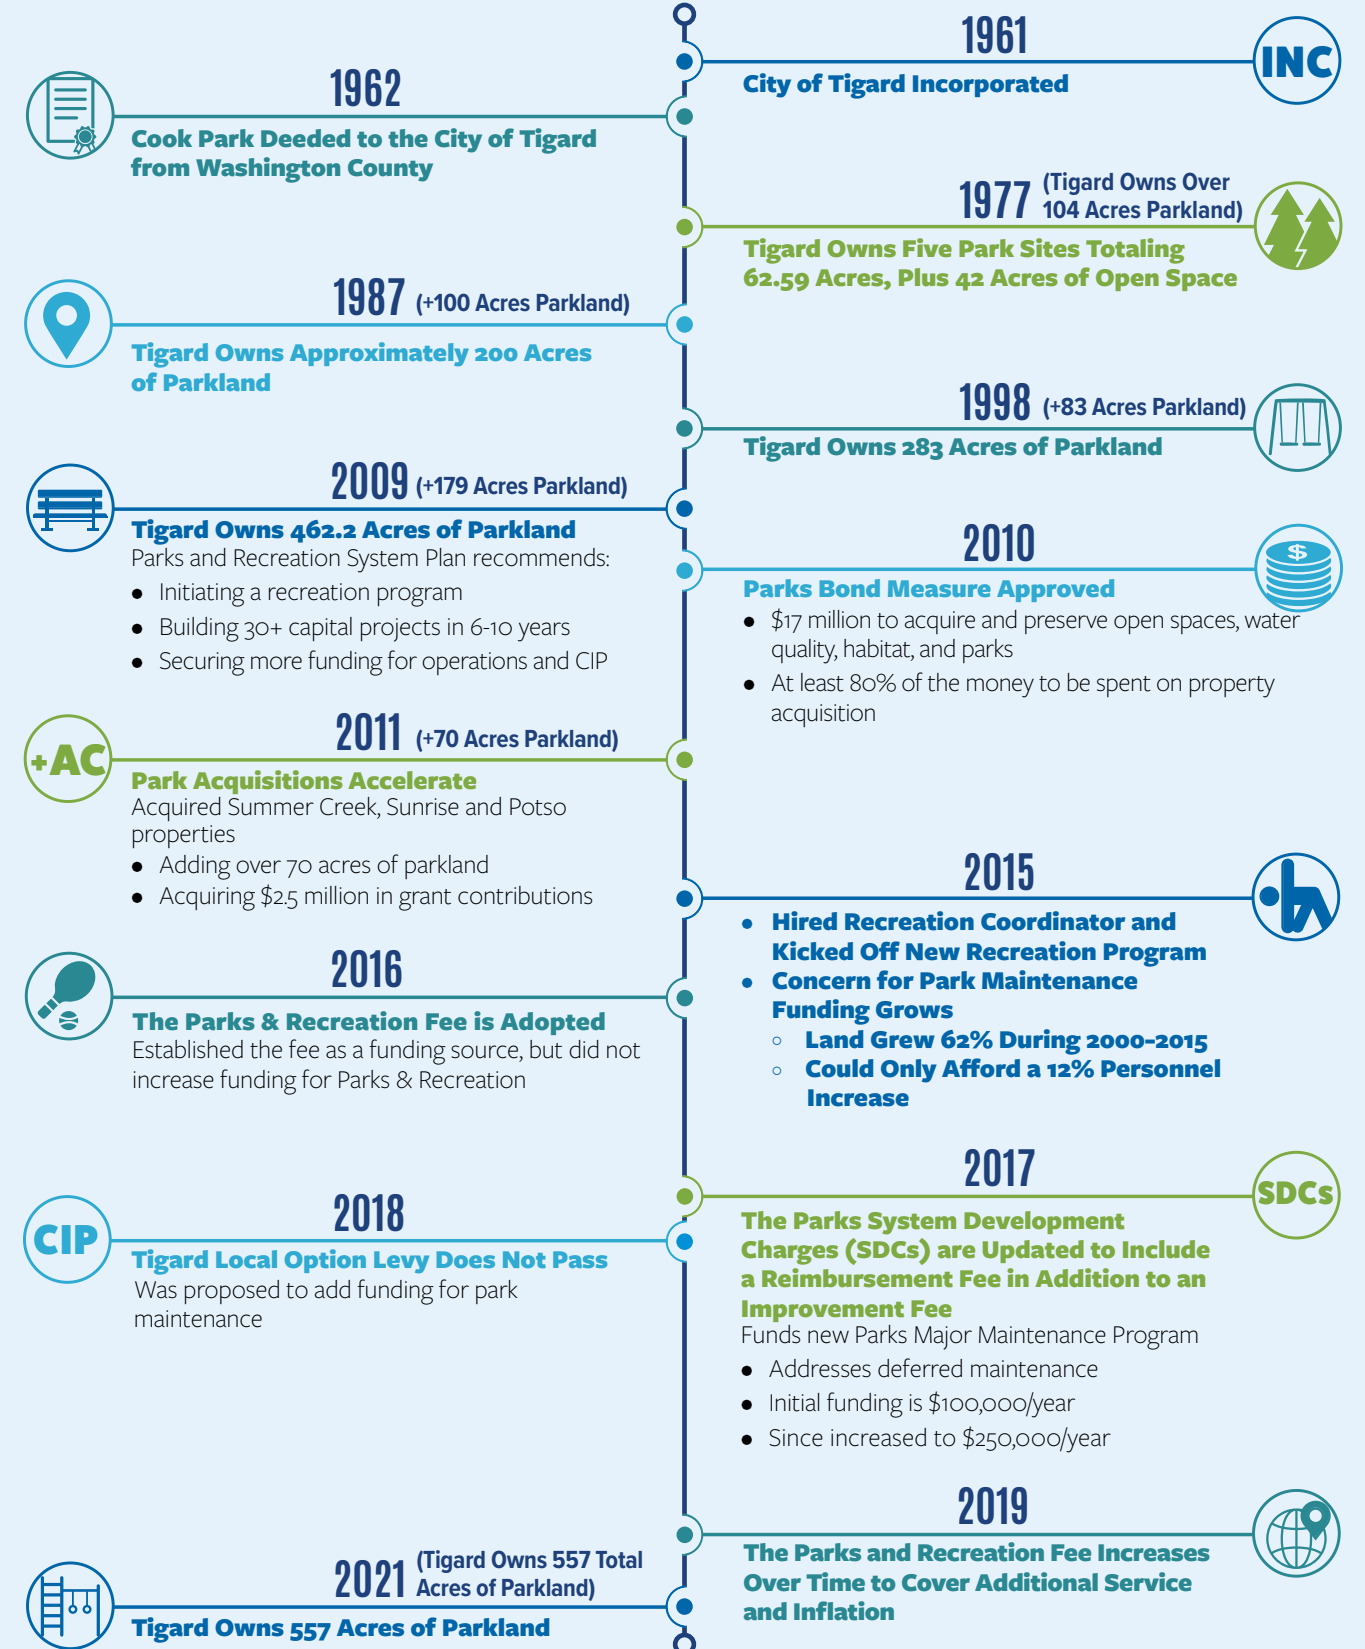 1961
INC
City of Tigard Incorporated
1962
Cook Park Deeded to the City of Tigard
from Washington County
1977 (Tigard Owns Over
104 Acres Parkland)
Tigard Owns Five Park Sites Totaling
62.59 Acres, Plus 42 Acres of Open Space
1987 (+100 Acres Parkland)
Tigard Owns Approximately 200 Acres
of Parkland
1998 (+83 Acres Parkland)
Tigard Owns 283 Acres of Parkland
2009 (+179 Acres Parkland)
Tigard Owns 462.2 Acres of Parkland
Parks and Recreation System Plan recommends:
• Initiating a recreation program
• Building 30+ capital projects in 6-10 years
• Securing more funding for operations and CIP
2010
$
Parks Bond Measure Approved
• $17 million to acquire and preserve open spaces, water
quality, habitat, and parks
• At least 80% of the money to be spent on property
acquisition
2011 (+70 Acres Parkland)
+AC
Park Acquisitions Accelerate
Acquired Summer Creek, Sunrise and Potso
properties
• Adding over 70 acres of parkland
• Acquiring $2.5 million in grant contributions
2015
• Hired Recreation Coordinator and
Kicked Off New Recreation Program
• Concern for Park Maintenance
Funding Grows
○ Land Grew 62% During 2000-2015
○ Could Only Afford a 12% Personnel
Increase
2016
The Parks & Recreation Fee is Adopted
Established the fee as a funding source, but did not
increase funding for Parks & Recreation
2017
SDCs
The Parks System Development
Charges (SDCs) are Updated to Include
a Reimbursement Fee in Addition to an
Improvement Fee
Funds new Parks Major Maintenance Program
• Addresses deferred maintenance
• Initial funding is $100,000/year
• Since increased to $250,000/year
2018
CIP
Tigard Local Option Levy Does Not Pass
Was proposed to add funding for park
maintenance
2019
The Parks and Recreation Fee Increases
Over Time to Cover Additional Service
and Inflation
2021 (Tigard Owns 557 Total
Acres of Parkland)
Tigard Owns 557 Acres of Parkland